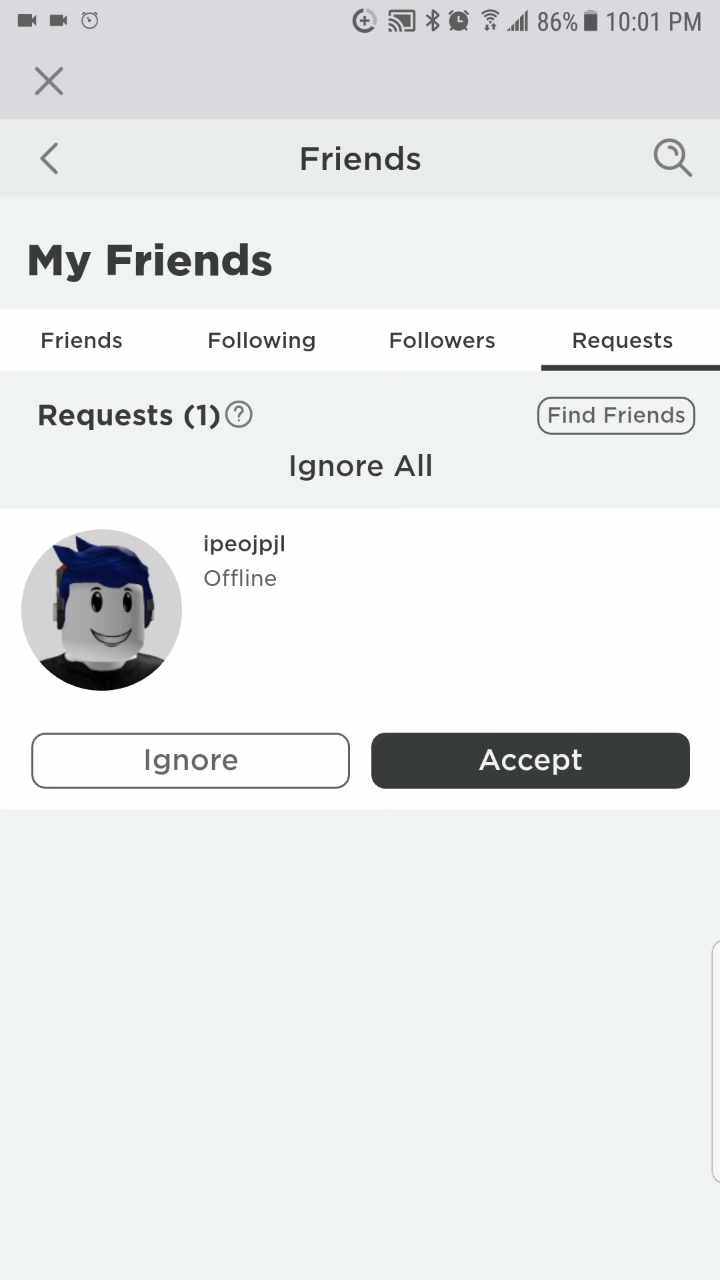 86% 10:01 PM
Friends
My Friends
Friends Following Followers Requests
Requests (1) ? Find Friends
Ignore All
ipeojpjl
Offline
Ignore Accept